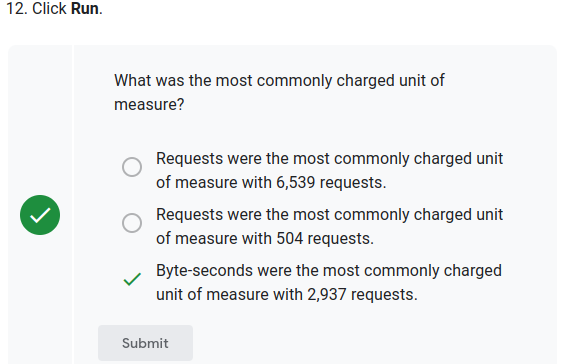 12. Click Run.
What was the most commonly charged unit of
measure?
Requests were the most commonly charged unit
of measure with 6,539 requests.
Requests were the most commonly charged unit
of measure with 504 requests.
Byte-seconds were the most commonly charged
unit of measure with 2,937 requests.
Submit